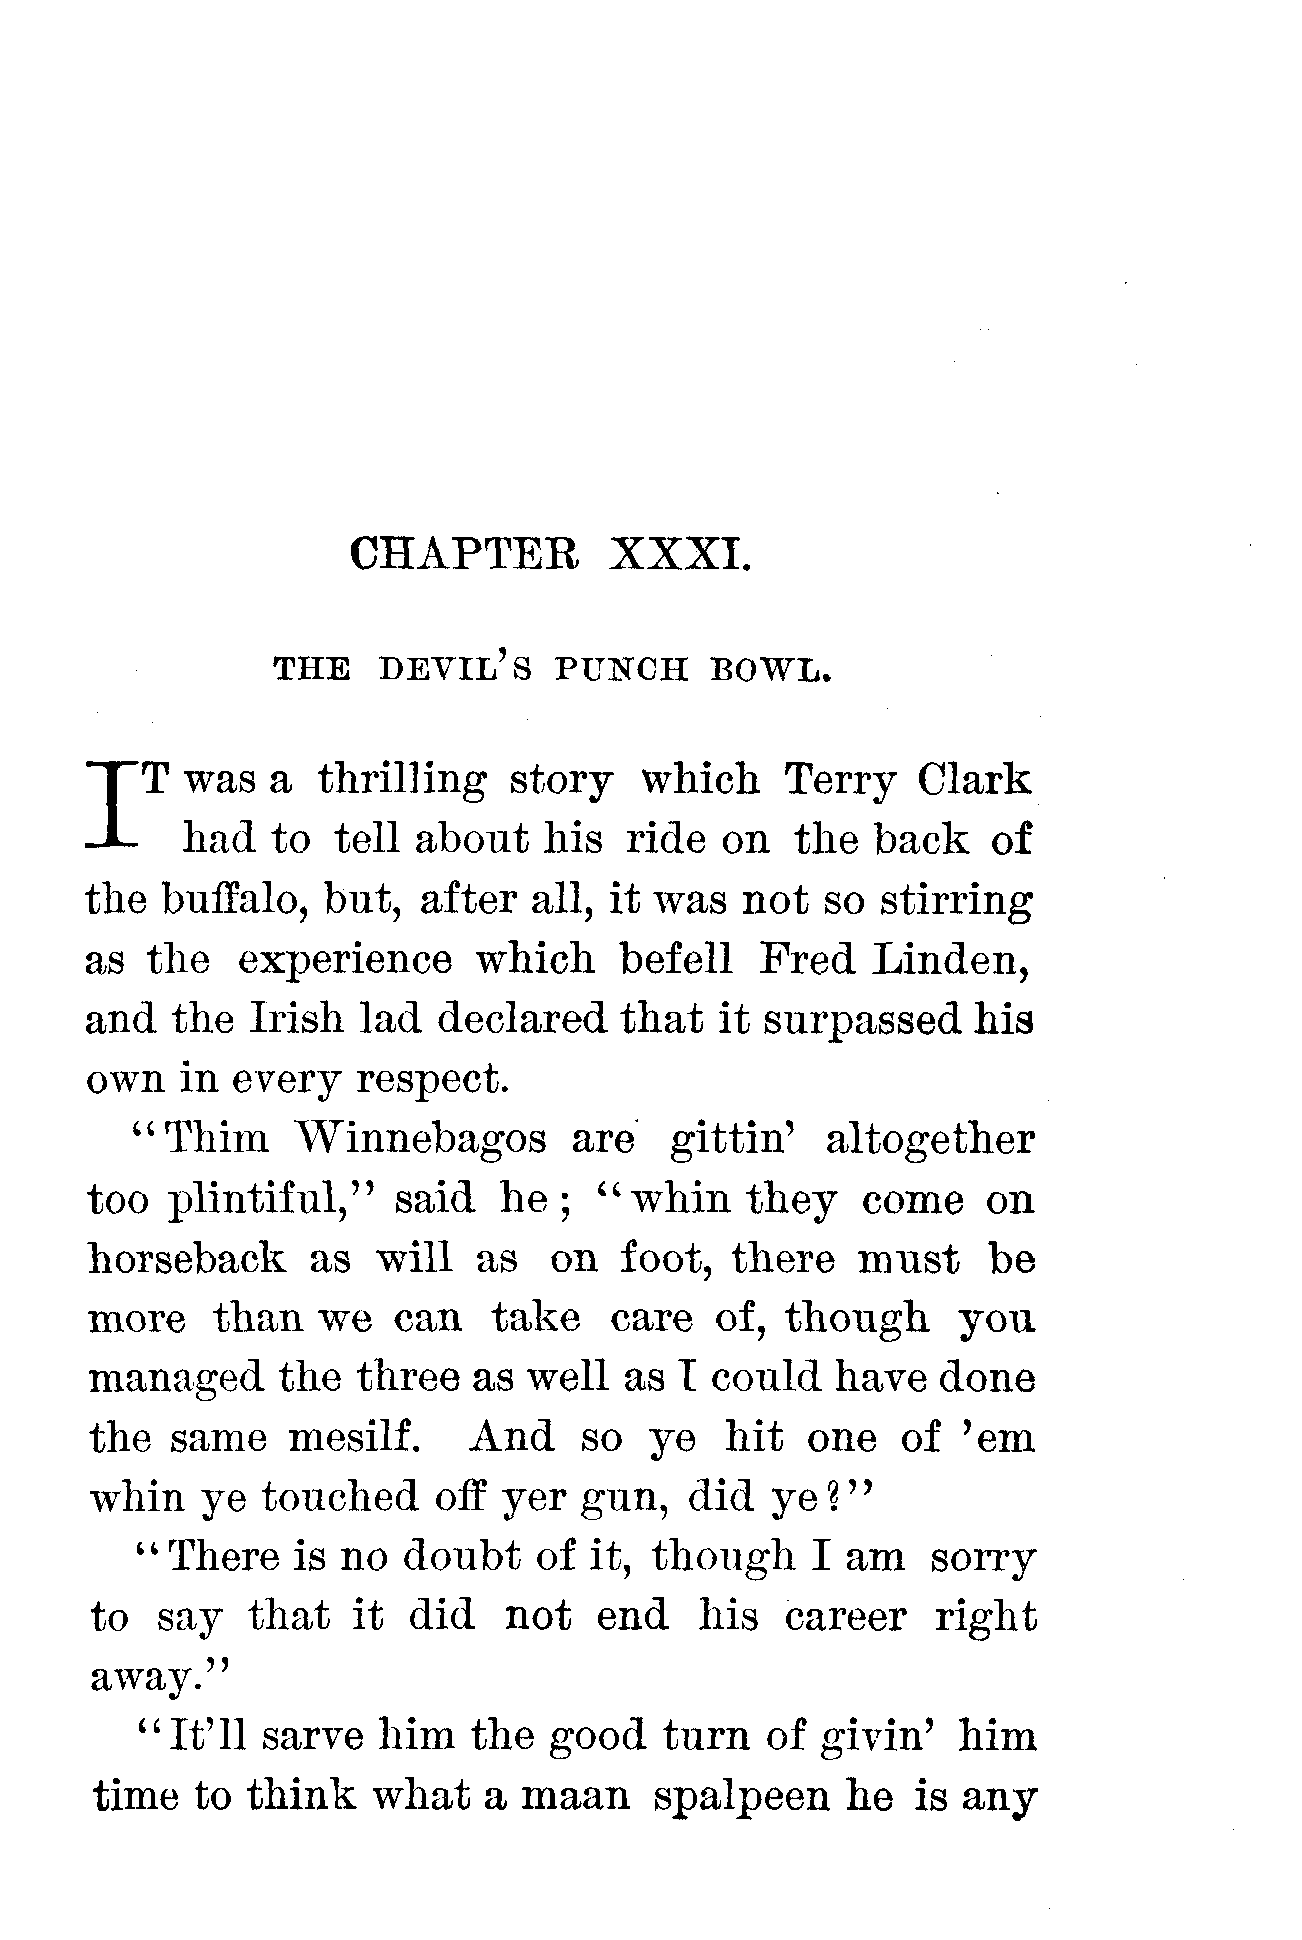 CHAPTER XXXI.
THE DEVIL'S PUNCH BOWL.
IT was a thrilling story which Terry Clark
had to tell about his ride on the back of
the buffalo, but, after all, it was not so stirring
as the experience which befell Fred Linden,
and the Irish lad declared that it surpassed his
own in every respect.
"Thim Winnebagos are gittin' altogether
too plintiful," said he; "whin they come on
horseback as will as on foot, there must be
more than we can take care of, though you
managed the three as well as I could have done
the same mesilf. And so ye hit one of 'em
whin ye touched off yer gun, did ye?"
"There is no doubt of it, though I am sorry
to say that it did not end his career right
away."
"It'll sarve him the good turn of givin' him
time to think what a maan spalpeen he is any